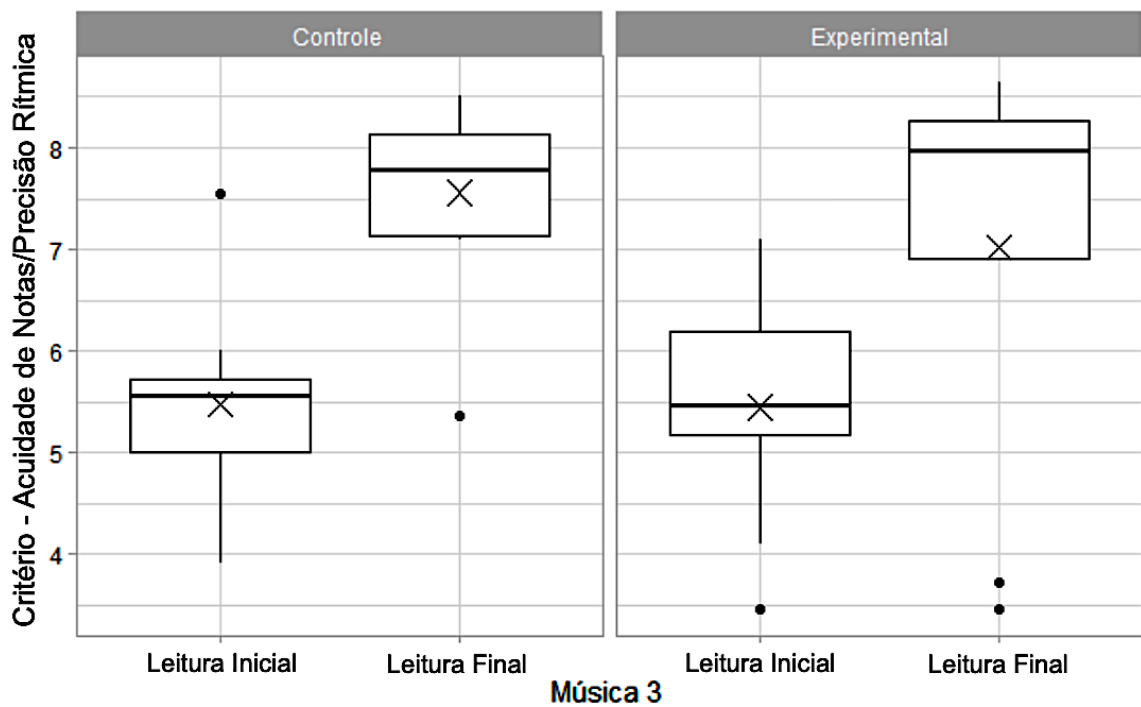 Controle
Experimental
Critério - Acuidade de Notas/Precisão Rítmica
8
7
6
5
4
Leitura Inicial
Leitura Final
Leitura Inicial
Leitura Final
Música 3